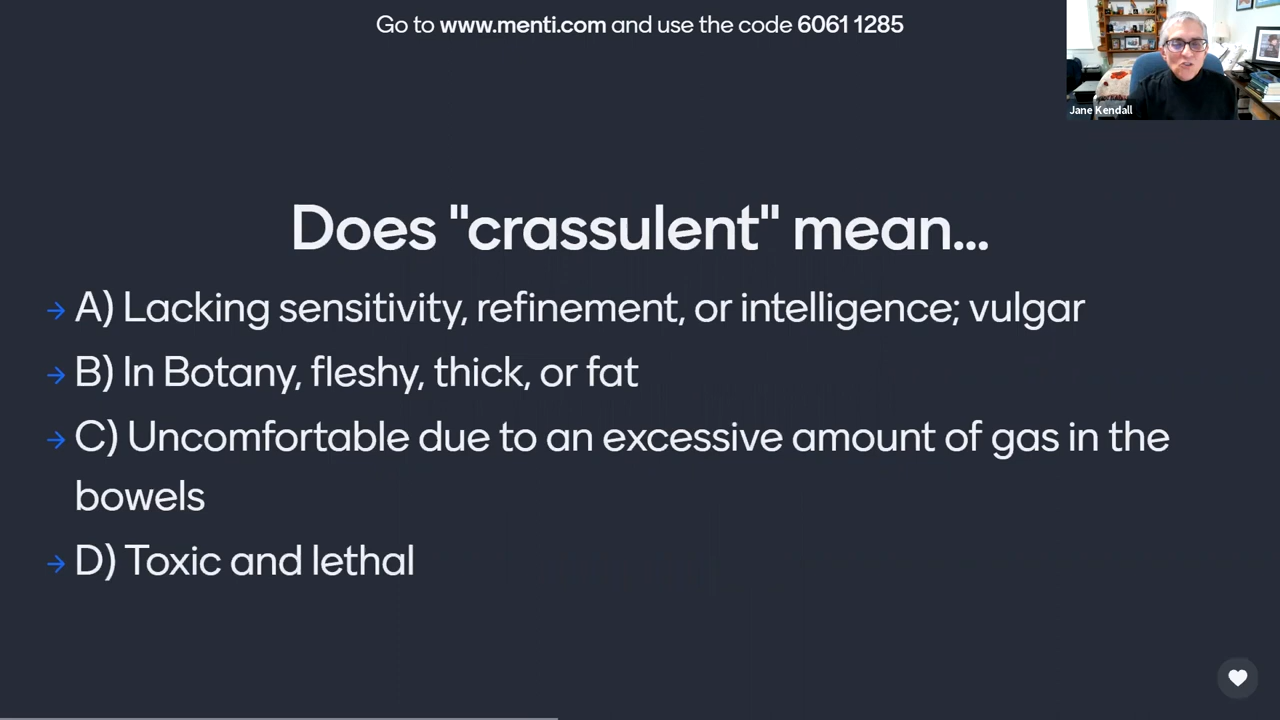 Go to www.menti.com and use the code 6061 1285
Jane Kendall
Does "crassulent" mean...
→ A) Lacking sensitivity, refinement, or intelligence; vulgar
→ B) In Botany, fleshy, thick, or fat
→ C) Uncomfortable due to an excessive amount of gas in the
bowels
→ D) Toxic and lethal